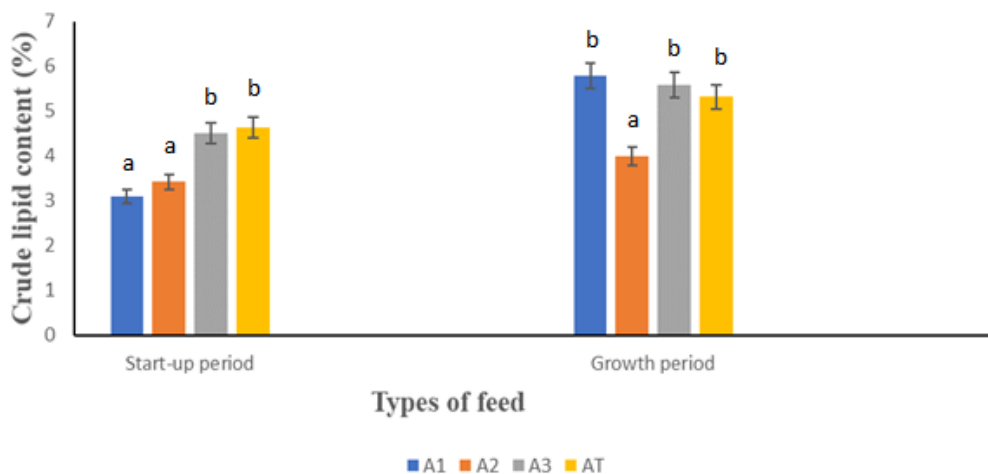 Crude lipid content (%)
7
6
5
4
3
2
1
0
a
a
b
b
b
a
b
b
Start-up period
Growth period
Types of feed
A1
A2
A3
AT